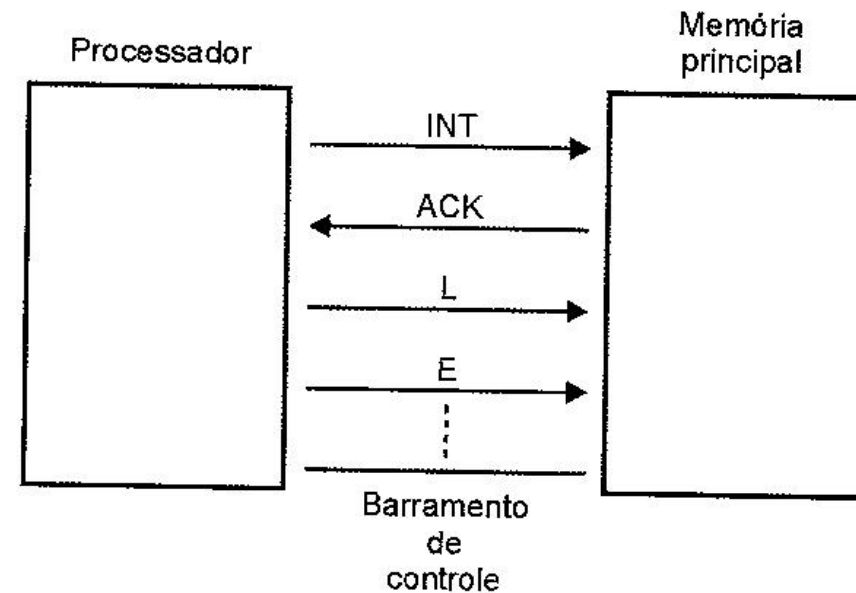 Processador
Memória
principal
INT
ACK
L
E
Barramento
de
controle